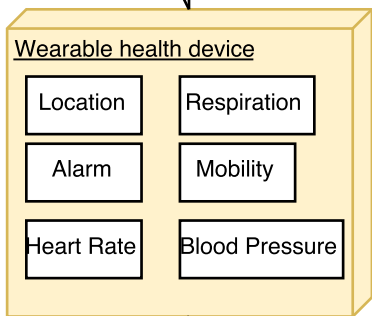 Wearable health device
Location
Respiration
Alarm
Mobility
Heart Rate
Blood Pressure